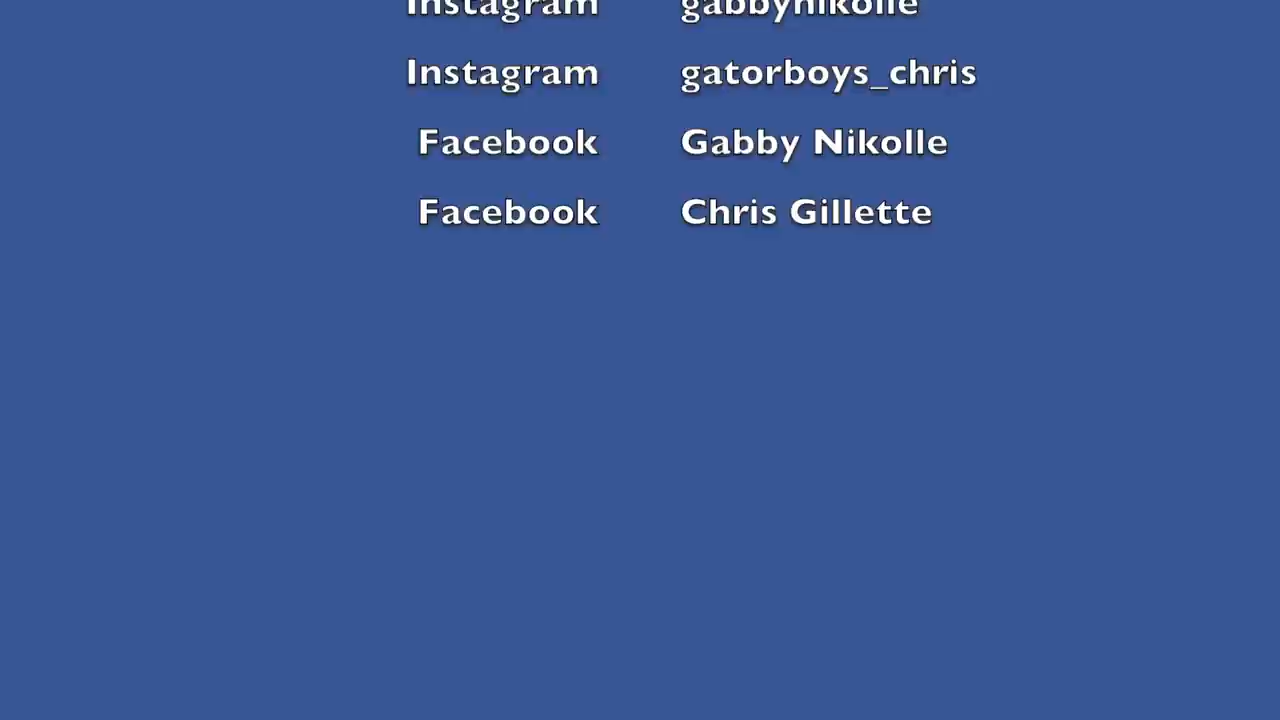 Instagram gabbynikolle
Instagram gatorboys_chris
Facebook Gabby Nikolle
Facebook Chris Gillette